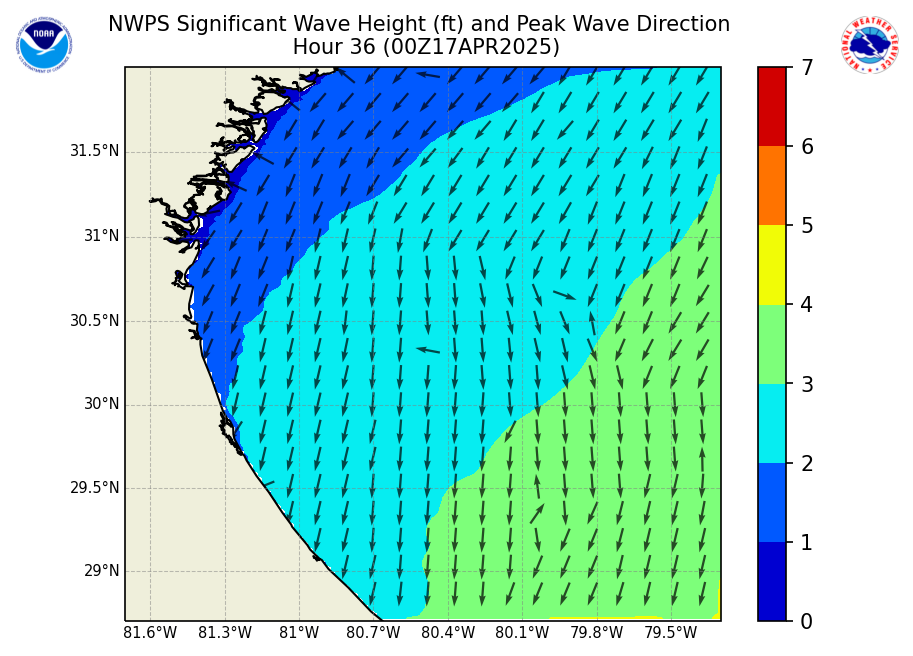 NWPS Significant Wave Height (ft) and Peak Wave Direction
Hour 36 (00Z17APR2025)
NOAA
NATIONAL WEATHER SERVICE
31.5°N
31°N
30.5°N
30°N
29.5°N
29°N
81.6°W 81.3°W 81°W 80.7°W 80.4°W 80.1°W 79.8°W 79.5°W
7
6
5
4
3
2
1
0